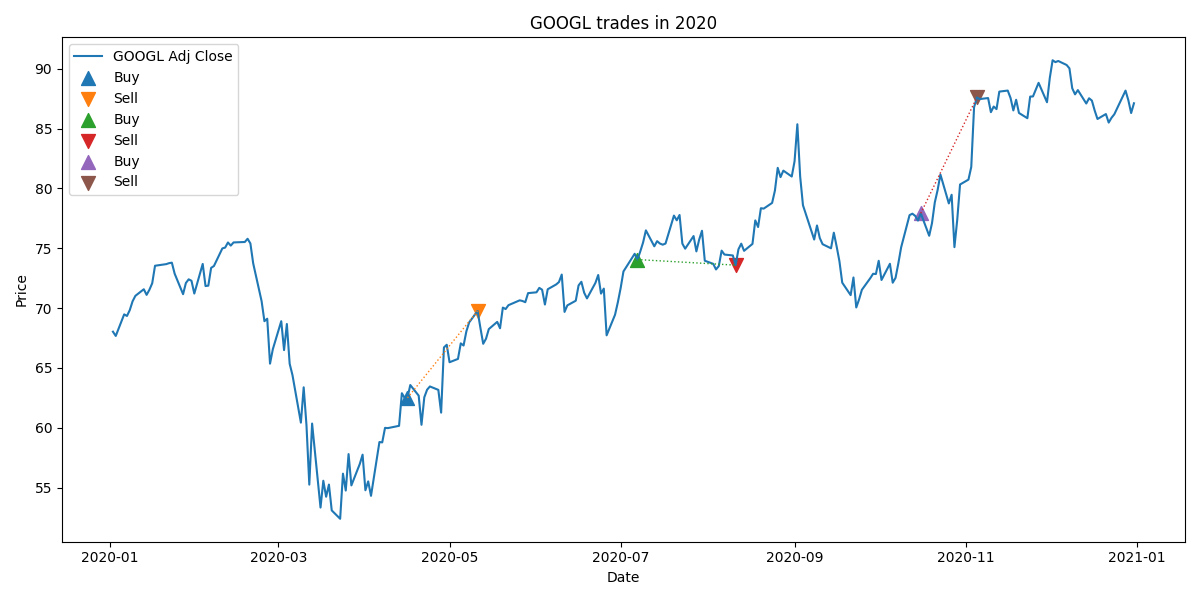 GOOGL trades in 2020
GOOGL Adj Close
Buy
Sell
Buy
Sell
Buy
Sell
90
85
80
75
70
65
60
55
Price
2020-01
2020-03
2020-05
2020-07
2020-09
2020-11
2021-01
Date